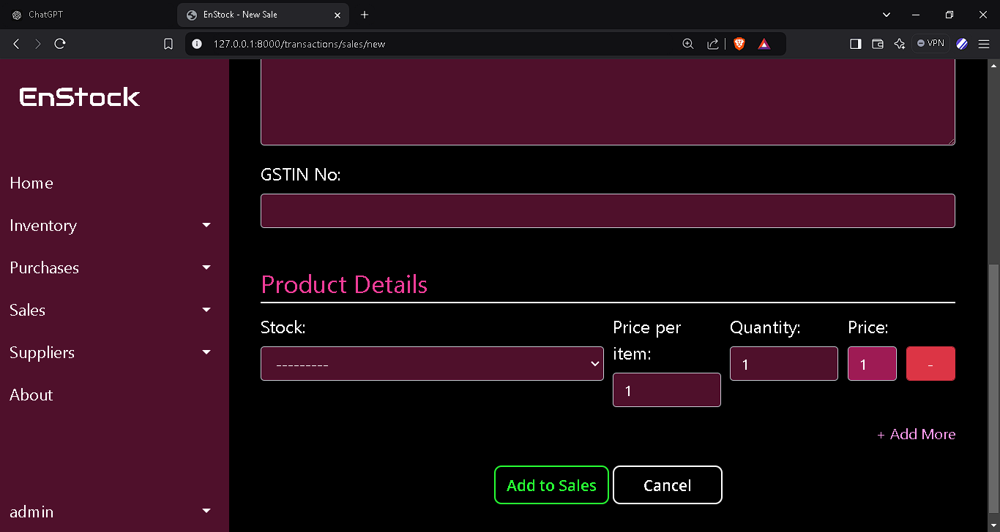 ChatGPT
EnStock - New Sale
127.0.0.1:8000/transactions/sales/new
VPN
EnStock
Home
Inventory
Purchases
Sales
Suppliers
About
admin
GSTIN No:
Product Details
Stock:
---------
Price per
item:
1
Quantity:
1
Price:
1
-
+ Add More
Add to Sales
Cancel